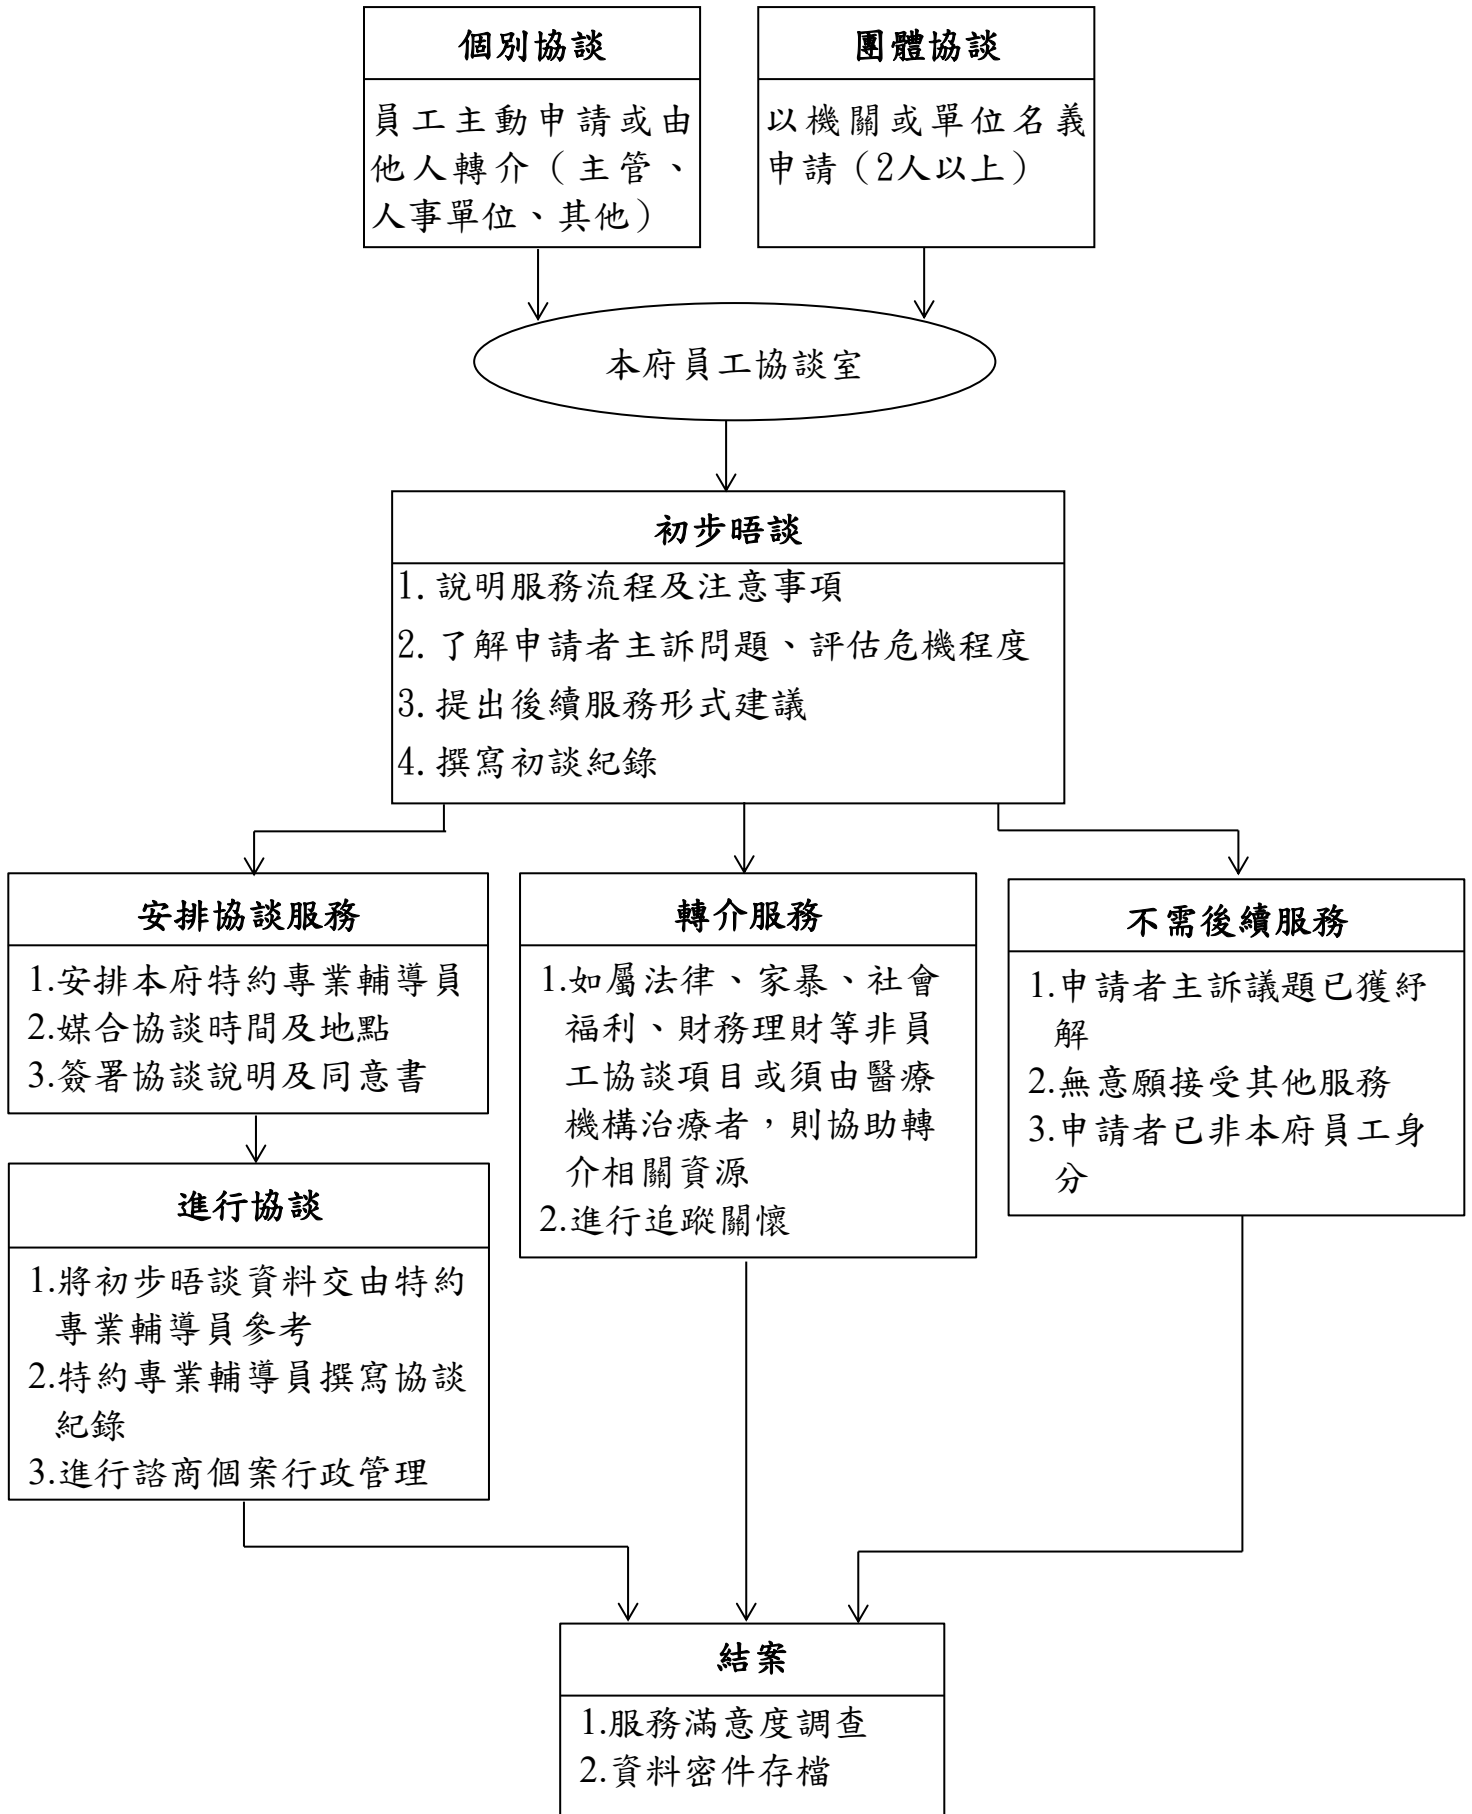 個別協談
員工主動申請或由
他人轉介（主管、
人事單位、其他）
團體協談
以機關或單位名義
申請（2人以上）
本府員工協談室
初步晤談
1. 說明服務流程及注意事項
2. 了解申請者主訴問題、評估危機程度
3. 提出後續服務形式建議
4. 撰寫初談紀錄
安排協談服務
1.安排本府特約專業輔導員
2.媒合協談時間及地點
3.簽署協談說明及同意書
進行協談
1.將初步晤談資料交由特約
專業輔導員參考
2.特約專業輔導員撰寫協談
紀錄
3.進行諮商個案行政管理
轉介服務
1.如屬法律、家暴、社會
福利、財務理財等非員
工協談項目或須由醫療
機構治療者，則協助轉
介相關資源
2.進行追蹤關懷
不需後續服務
1.申請者主訴議題已獲紓
解
2.無意願接受其他服務
3.申請者已非本府員工身
分
結案
1.服務滿意度調查
2.資料密件存檔